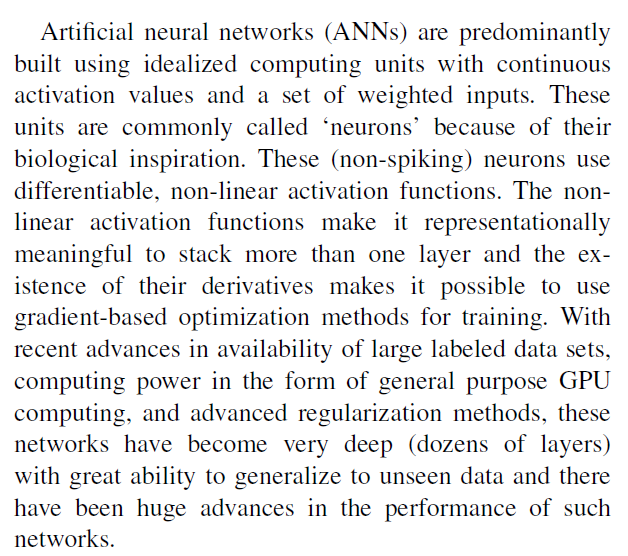 Artificial neural networks (ANNs) are predominantly
built using idealized computing units with continuous
activation values and a set of weighted inputs. These
units are commonly called ‘neurons’ because of their
biological inspiration. These (non-spiking) neurons use
differentiable, non-linear activation functions. The non-
linear activation functions make it representationally
meaningful to stack more than one layer and the ex-
istence of their derivatives makes it possible to use
gradient-based optimization methods for training. With
recent advances in availability of large labeled data sets,
computing power in the form of general purpose GPU
computing, and advanced regularization methods, these
networks have become very deep (dozens of layers)
with great ability to generalize to unseen data and there
have been huge advances in the performance of such
networks.